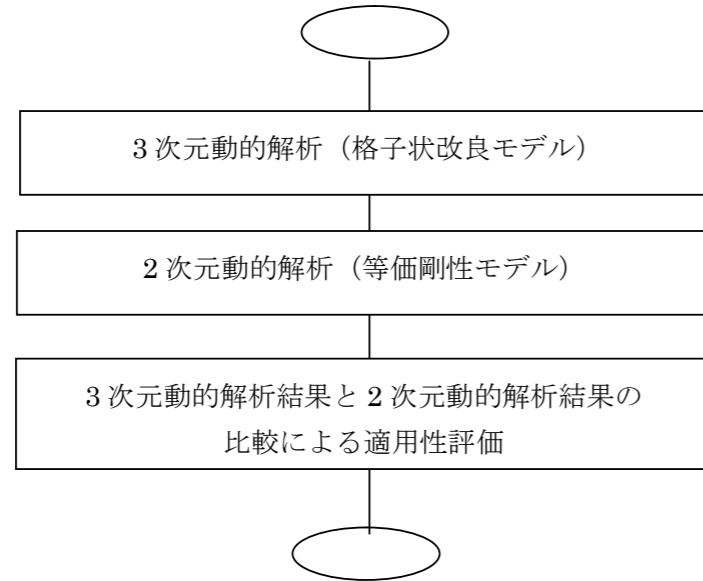 3 次元動的解析（格子状改良モデル）
2 次元動的解析（等価剛性モデル）
3 次元動的解析結果と 2 次元動的解析結果の
比較による適用性評価